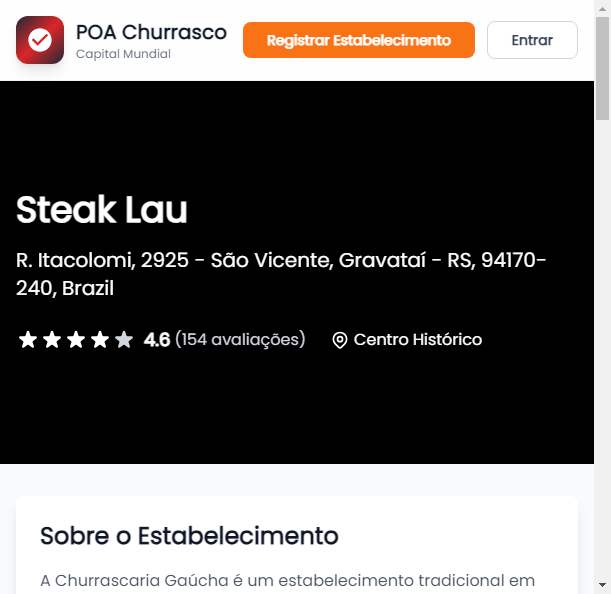 POA Churrasco
Capital Mundial
Registrar Estabelecimento
Entrar
Steak Lau
R. Itacolomi, 2925 - São Vicente, Gravataí - RS, 94170-
240, Brazil
4.6 (154 avaliações)
Centro Histórico
Sobre o Estabelecimento
A Churrascaria Gaúcha é um estabelecimento tradicional em